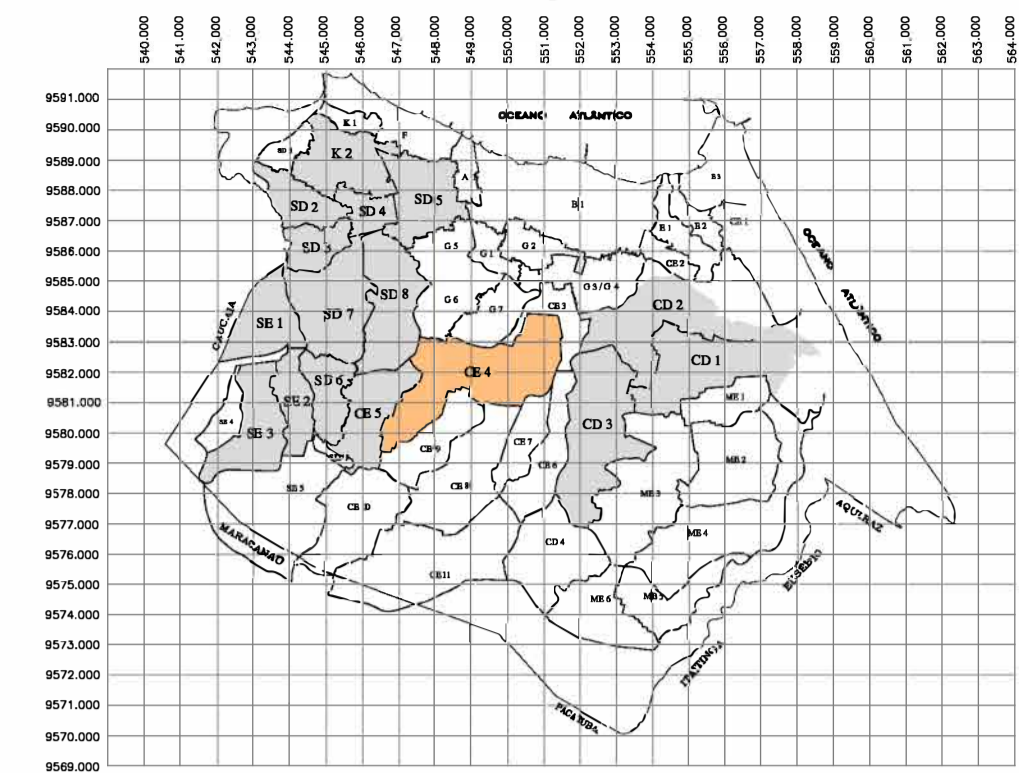 540.000 541.000 542.000 543.000 544.000 545.000 546.000 547.000 548.000 549.000 550.000 551.000 552.000 553.000 554.000 555.000 556.000 557.000 558.000 559.000 560.000 561.000 562.000 563.000 564.000
9591.000
OCEANO ATLÂNTICO
K 1
9590.000
F
SD 1
K 2
9589.000
A
B3
9588.000
SD 2
SD 4
SD 5
B 1
9587.000
E 1
E 2
SD 3
G 5
G 1
G 2
9586.000
CE 2
OCEANO
ATLÂNTICO
9585.000
SD 8
G 6
G 7
G3/G4
CE 3
CD 2
9584.000
CAUCAIA
SE 1
SD 7
9583.000
CD 1
9582.000
SD 6
CE 5
CE 4
9581.000
SE 2
ME 1
SE 4
SE 3
CD 3
9580.000
CE 9
CE 7
CE 6
ME 2
9579.000
SE 5
CE 8
ME 3
9578.000
CE 10
AQUIRAZ
9577.000
MARACANAÚ
CD 4
ME 4
9576.000
EUSÉBIO
CE11
9575.000
ME 6
ME 5
9574.000
9573.000
ITAITINGA
9572.000
9571.000
PACATUBA
9570.000
9569.000